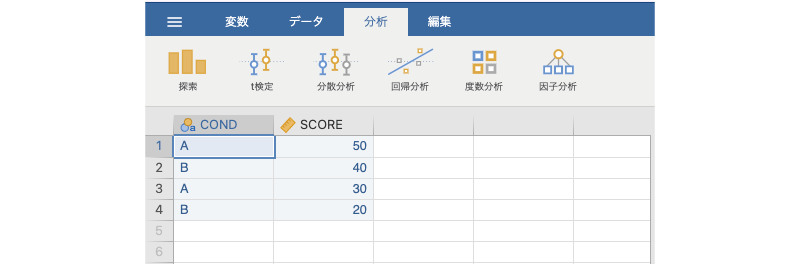 変数 データ 分析 編集
探索 t検定 分散分析 回帰分析 度数分析 因子分析
a COND SCORE
1 A 50
2 B 40
3 A 30
4 B 20
5
6